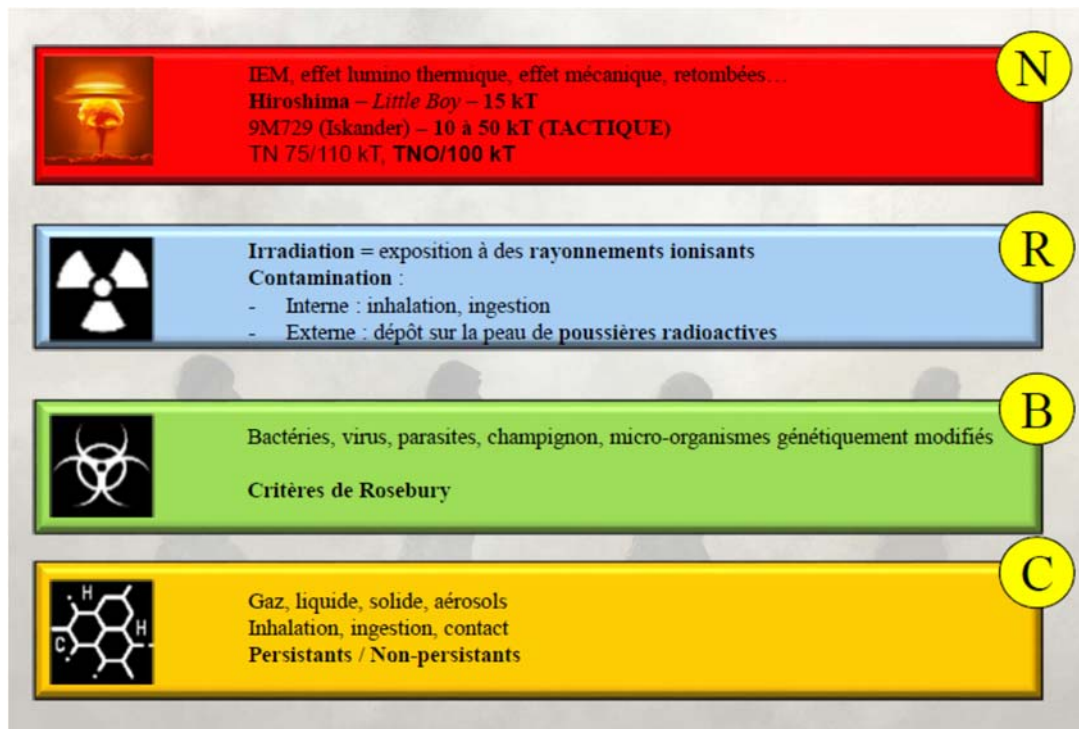 N
IEM, effet lumino thermique, effet mécanique, retombées…
Hiroshima – Little Boy – 15 kT
9M729 (Iskander) – 10 à 50 kT (TACTIQUE)
TN 75/110 kT, TNO/100 kT
R
Irradiation = exposition à des rayonnements ionisants
Contamination :
- Interne : inhalation, ingestion
- Externe : dépôt sur la peau de poussières radioactives
B
Bactéries, virus, parasites, champignon, micro-organismes génétiquement modifiés
Critères de Rosebury
C
H
C
H
Gaz, liquide, solide, aérosols
Inhalation, ingestion, contact
Persistants / Non-persistants